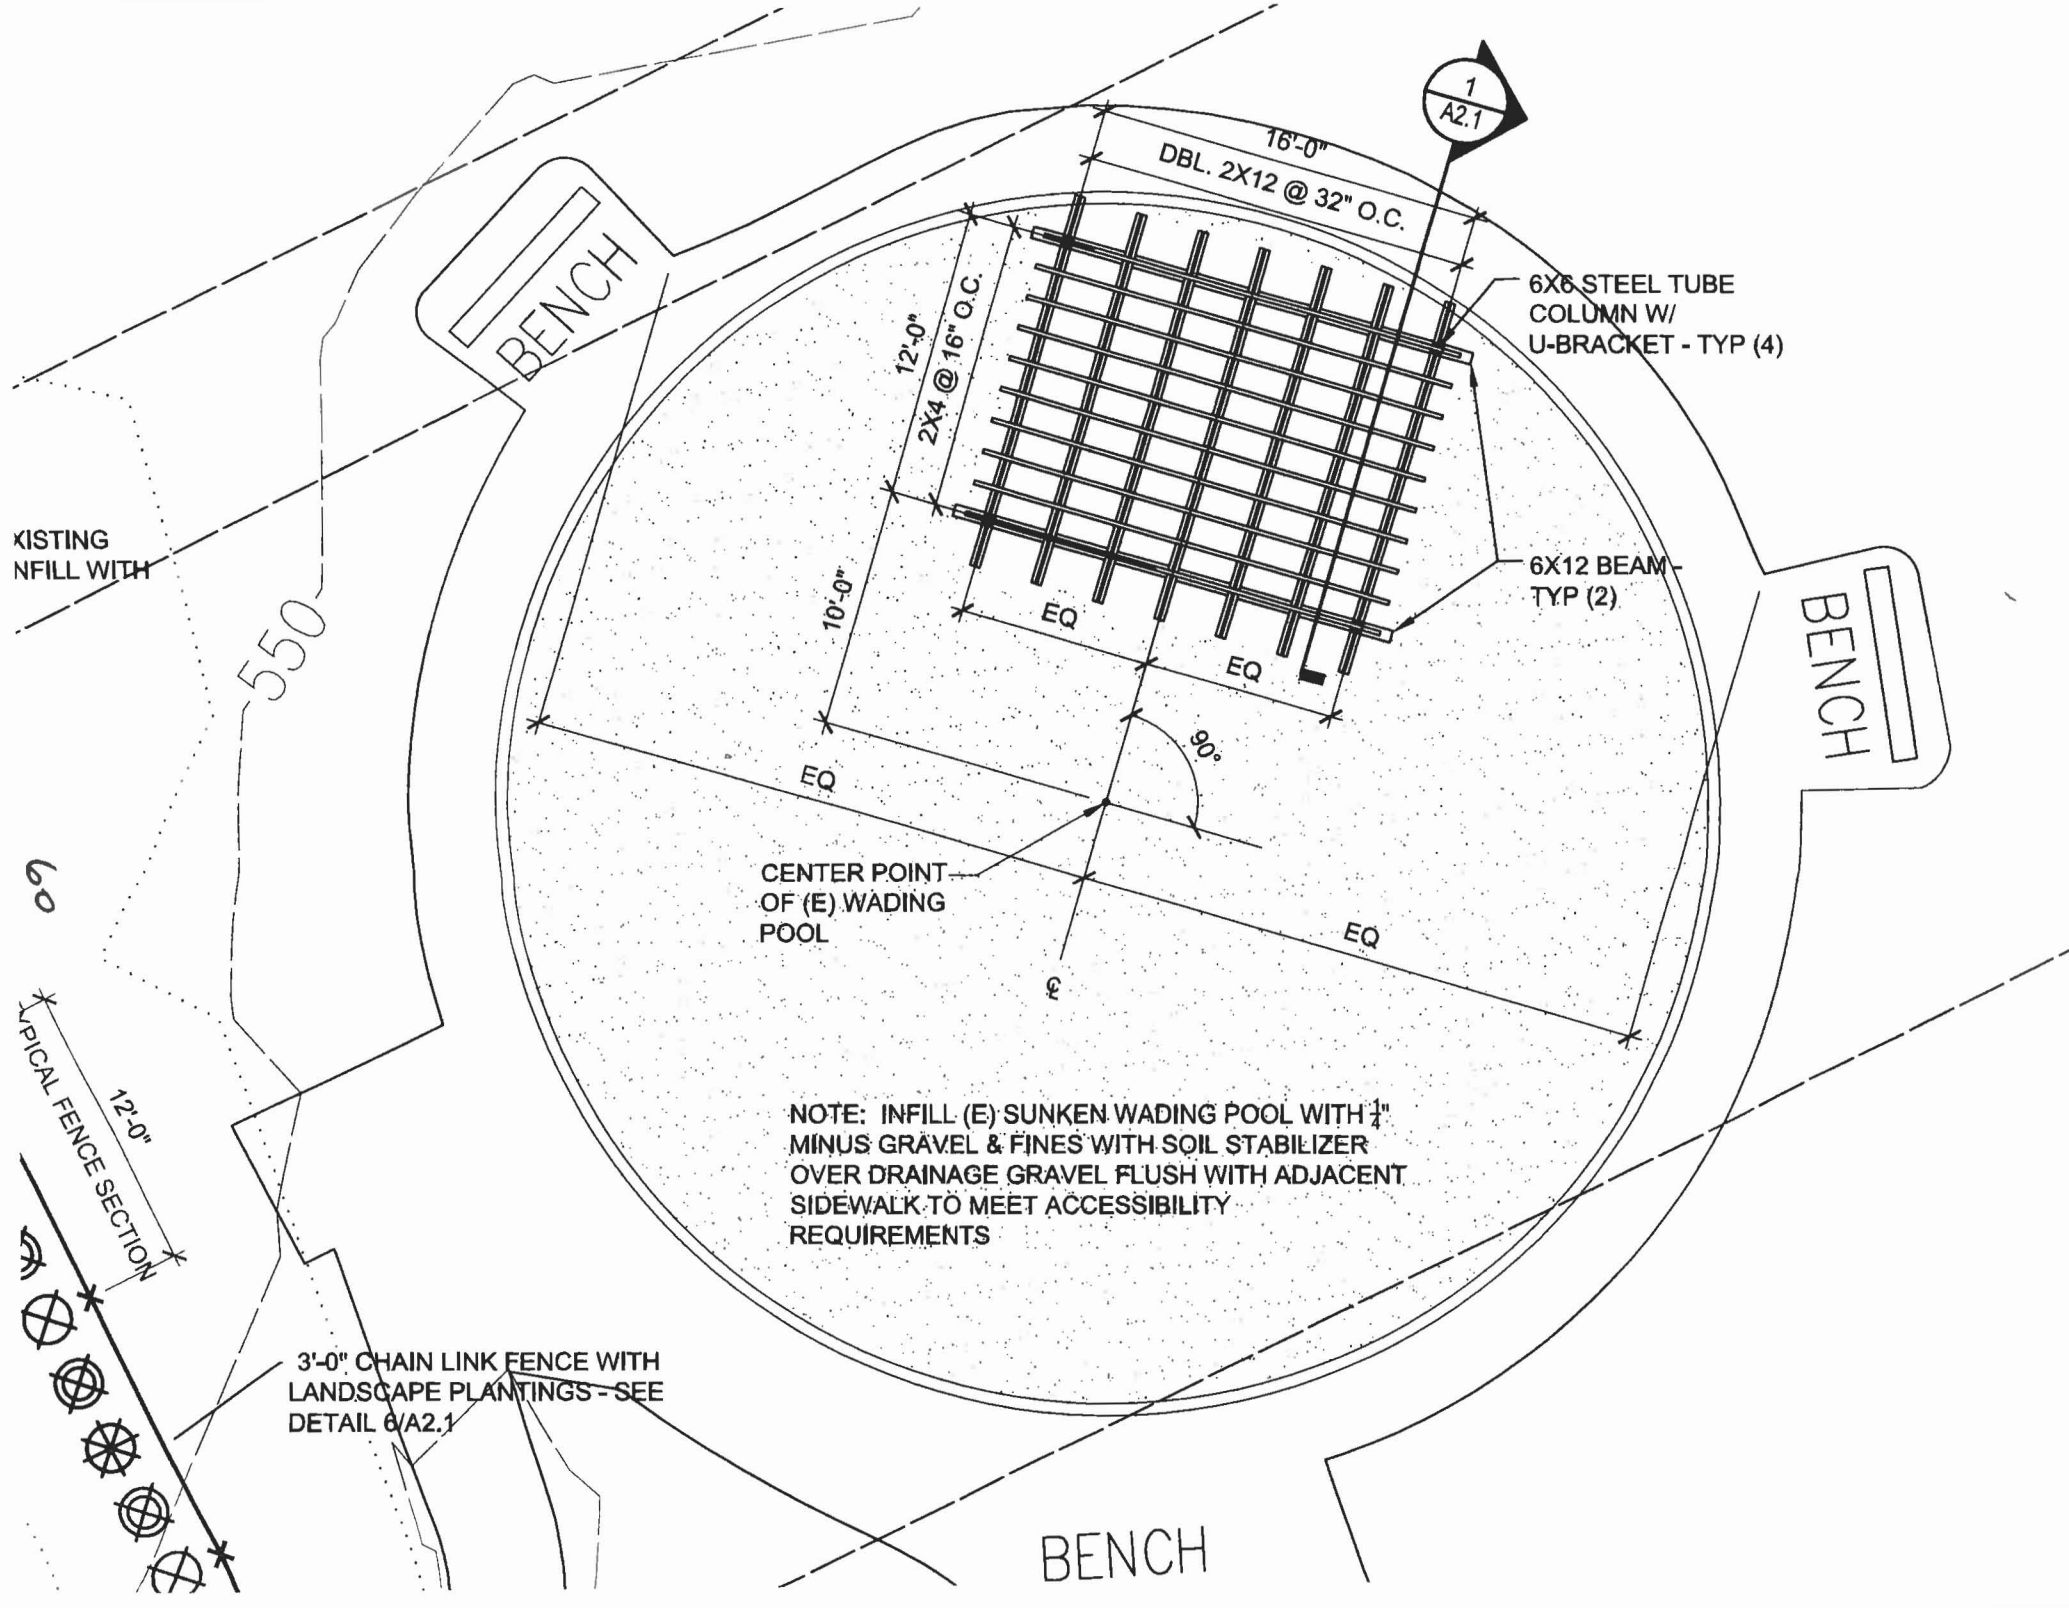 1
A2.1
16'-0"
DBL. 2X12 @ 32" O.C.
BENCH
12'-0"
2X4 @ 16" O.C.
6X6 STEEL TUBE
COLUMN W/
U-BRACKET - TYP (4)
XISTING
NFILL WITH
550
10'-0"
6X12 BEAM -
TYP (2)
BENCH
EQ
EQ
90°
EQ
CENTER POINT
OF (E) WADING
POOL
EQ
℄
60
12'-0"
YPICAL FENCE SECTION
NOTE: INFILL (E) SUNKEN WADING POOL WITH 1/4"
MINUS GRAVEL & FINES WITH SOIL STABILIZER
OVER DRAINAGE GRAVEL FLUSH WITH ADJACENT
SIDEWALK TO MEET ACCESSIBILITY
REQUIREMENTS
3'-0" CHAIN LINK FENCE WITH
LANDSCAPE PLANTINGS - SEE
DETAIL 6/A2.1
BENCH